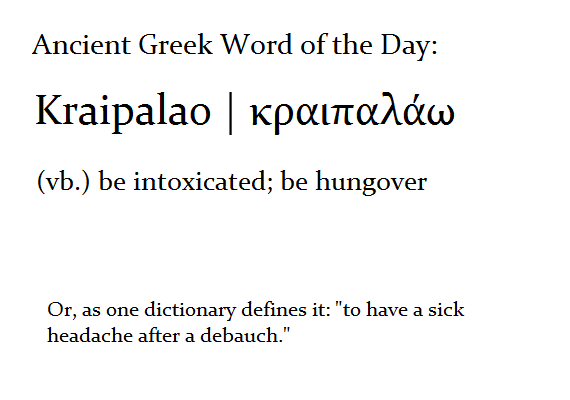 Ancient Greek Word of the Day:
Kraipalao | κραιπαλάω
(vb.) be intoxicated; be hungover
Or, as one dictionary defines it: "to have a sick
headache after a debauch."